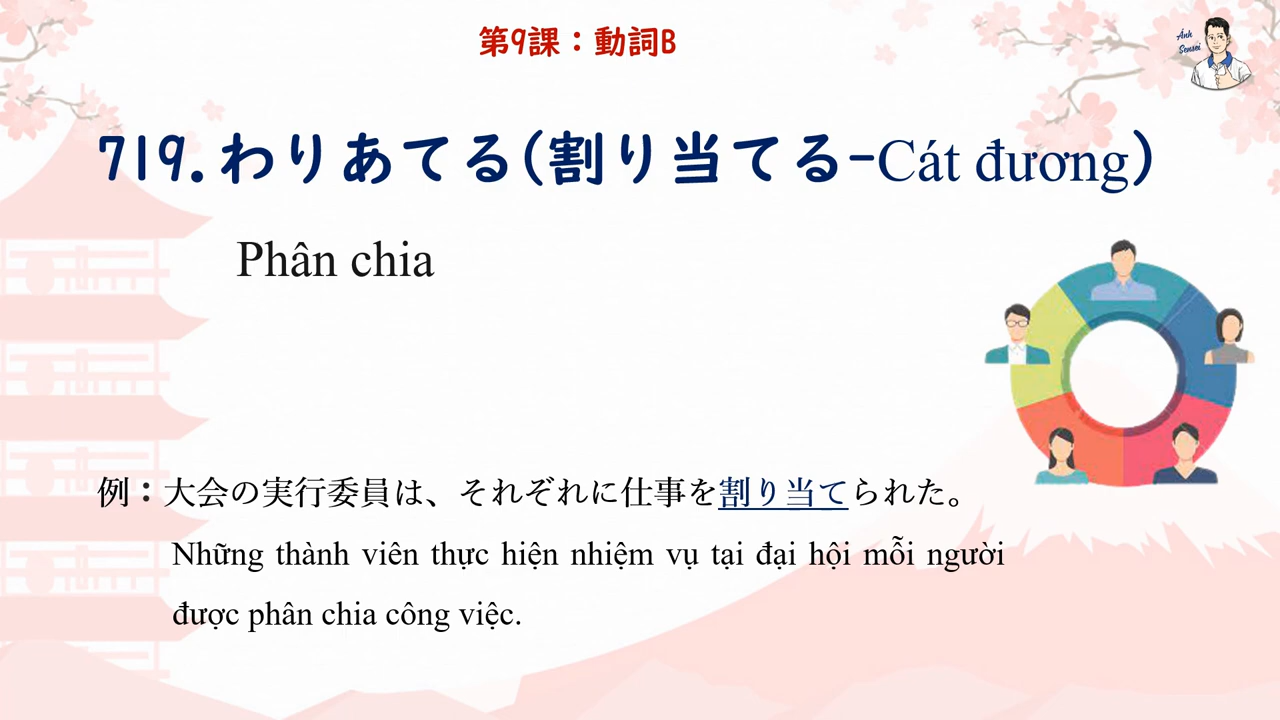 第9課：動詞B
Anh
Sensei
719.わりあてる(割り当てる-Cát đương)
Phân chia
例：大会の実行委員は、それぞれに仕事を割り当てられた。
Những thành viên thực hiện nhiệm vụ tại đại hội mỗi người
được phân chia công việc.